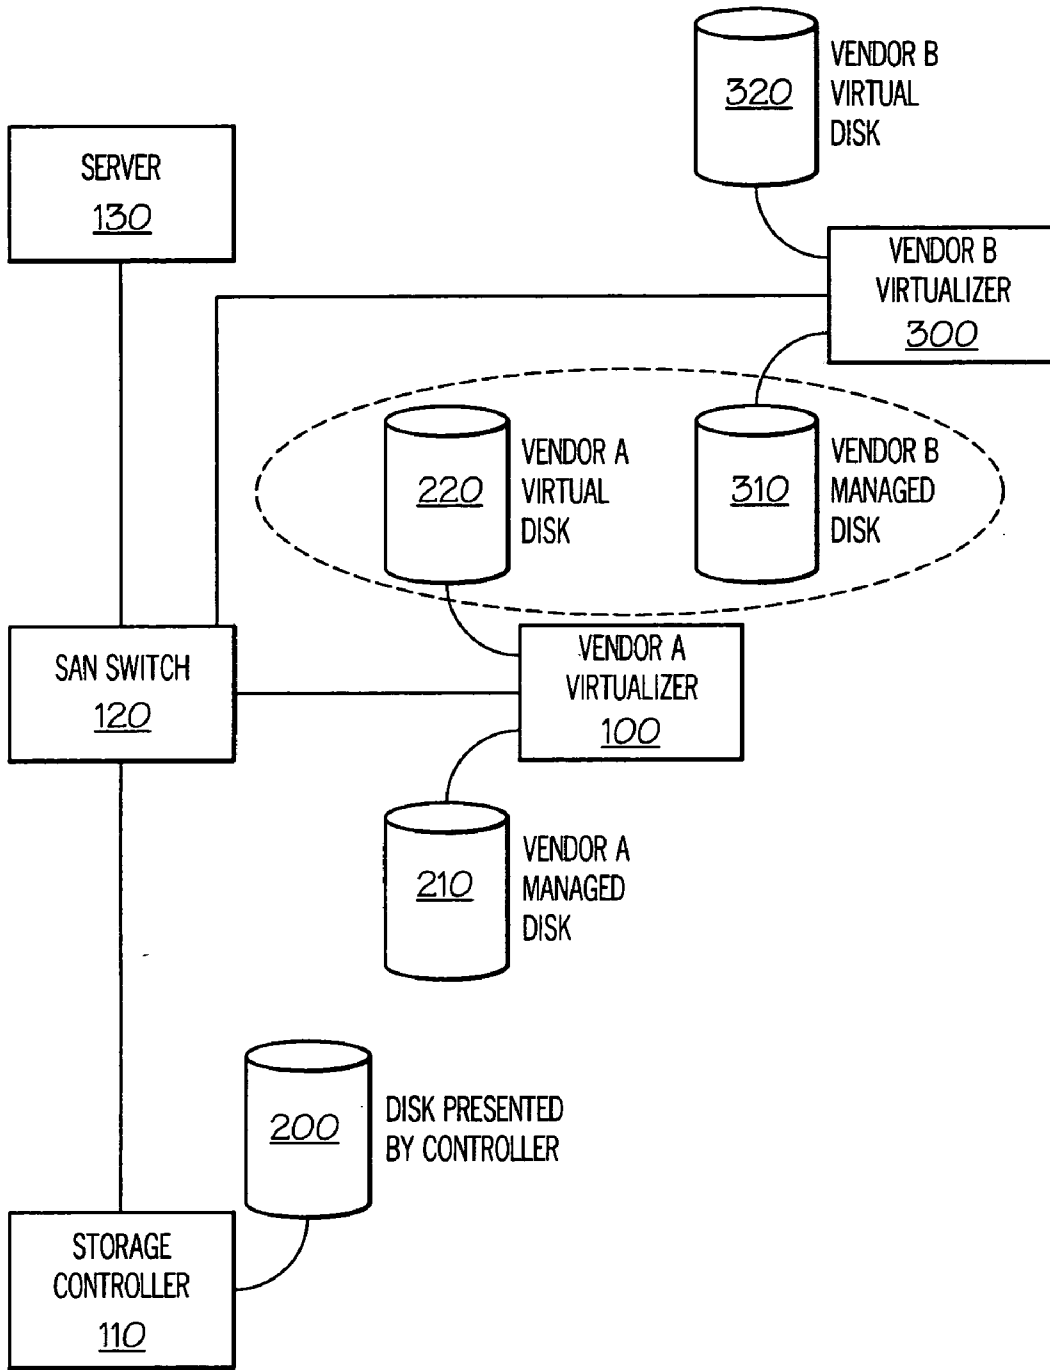 320
VENDOR B
VIRTUAL
DISK
SERVER
130
VENDOR B
VIRTUALIZER
300
220
VENDOR A
VIRTUAL
DISK
310
VENDOR B
MANAGED
DISK
SAN SWITCH
120
VENDOR A
VIRTUALIZER
100
210
VENDOR A
MANAGED
DISK
200
DISK PRESENTED
BY CONTROLLER
STORAGE
CONTROLLER
110